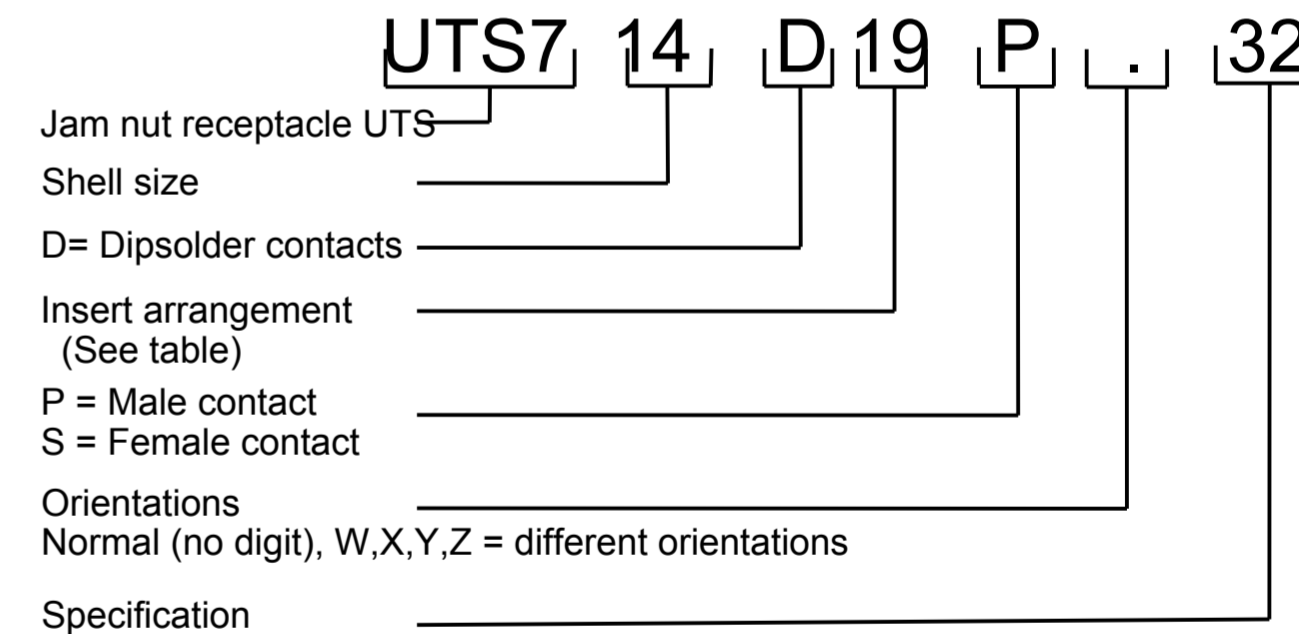 UTS7 14 D 19 P . 32
Jam nut receptacle UTS
Shell size
D= Dipsolder contacts
Insert arrangement
(See table)
P = Male contact
S = Female contact
Orientations
Normal (no digit), W,X,Y,Z = different orientations
Specification